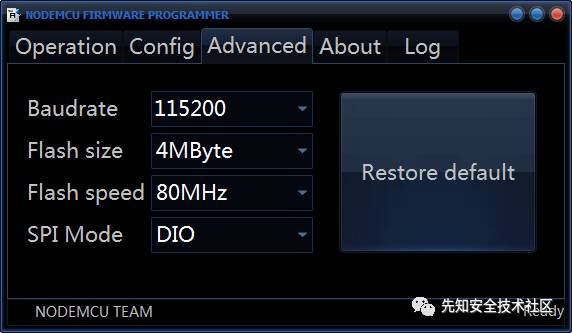 NODEMCU FIRMWARE PROGRAMMER
Operation Config Advanced About Log
Baudrate 115200
Flash size 4MByte
Flash speed 80MHz
SPI Mode DIO
Restore default
NODEMCU TEAM
先知安全技术社区
Ready